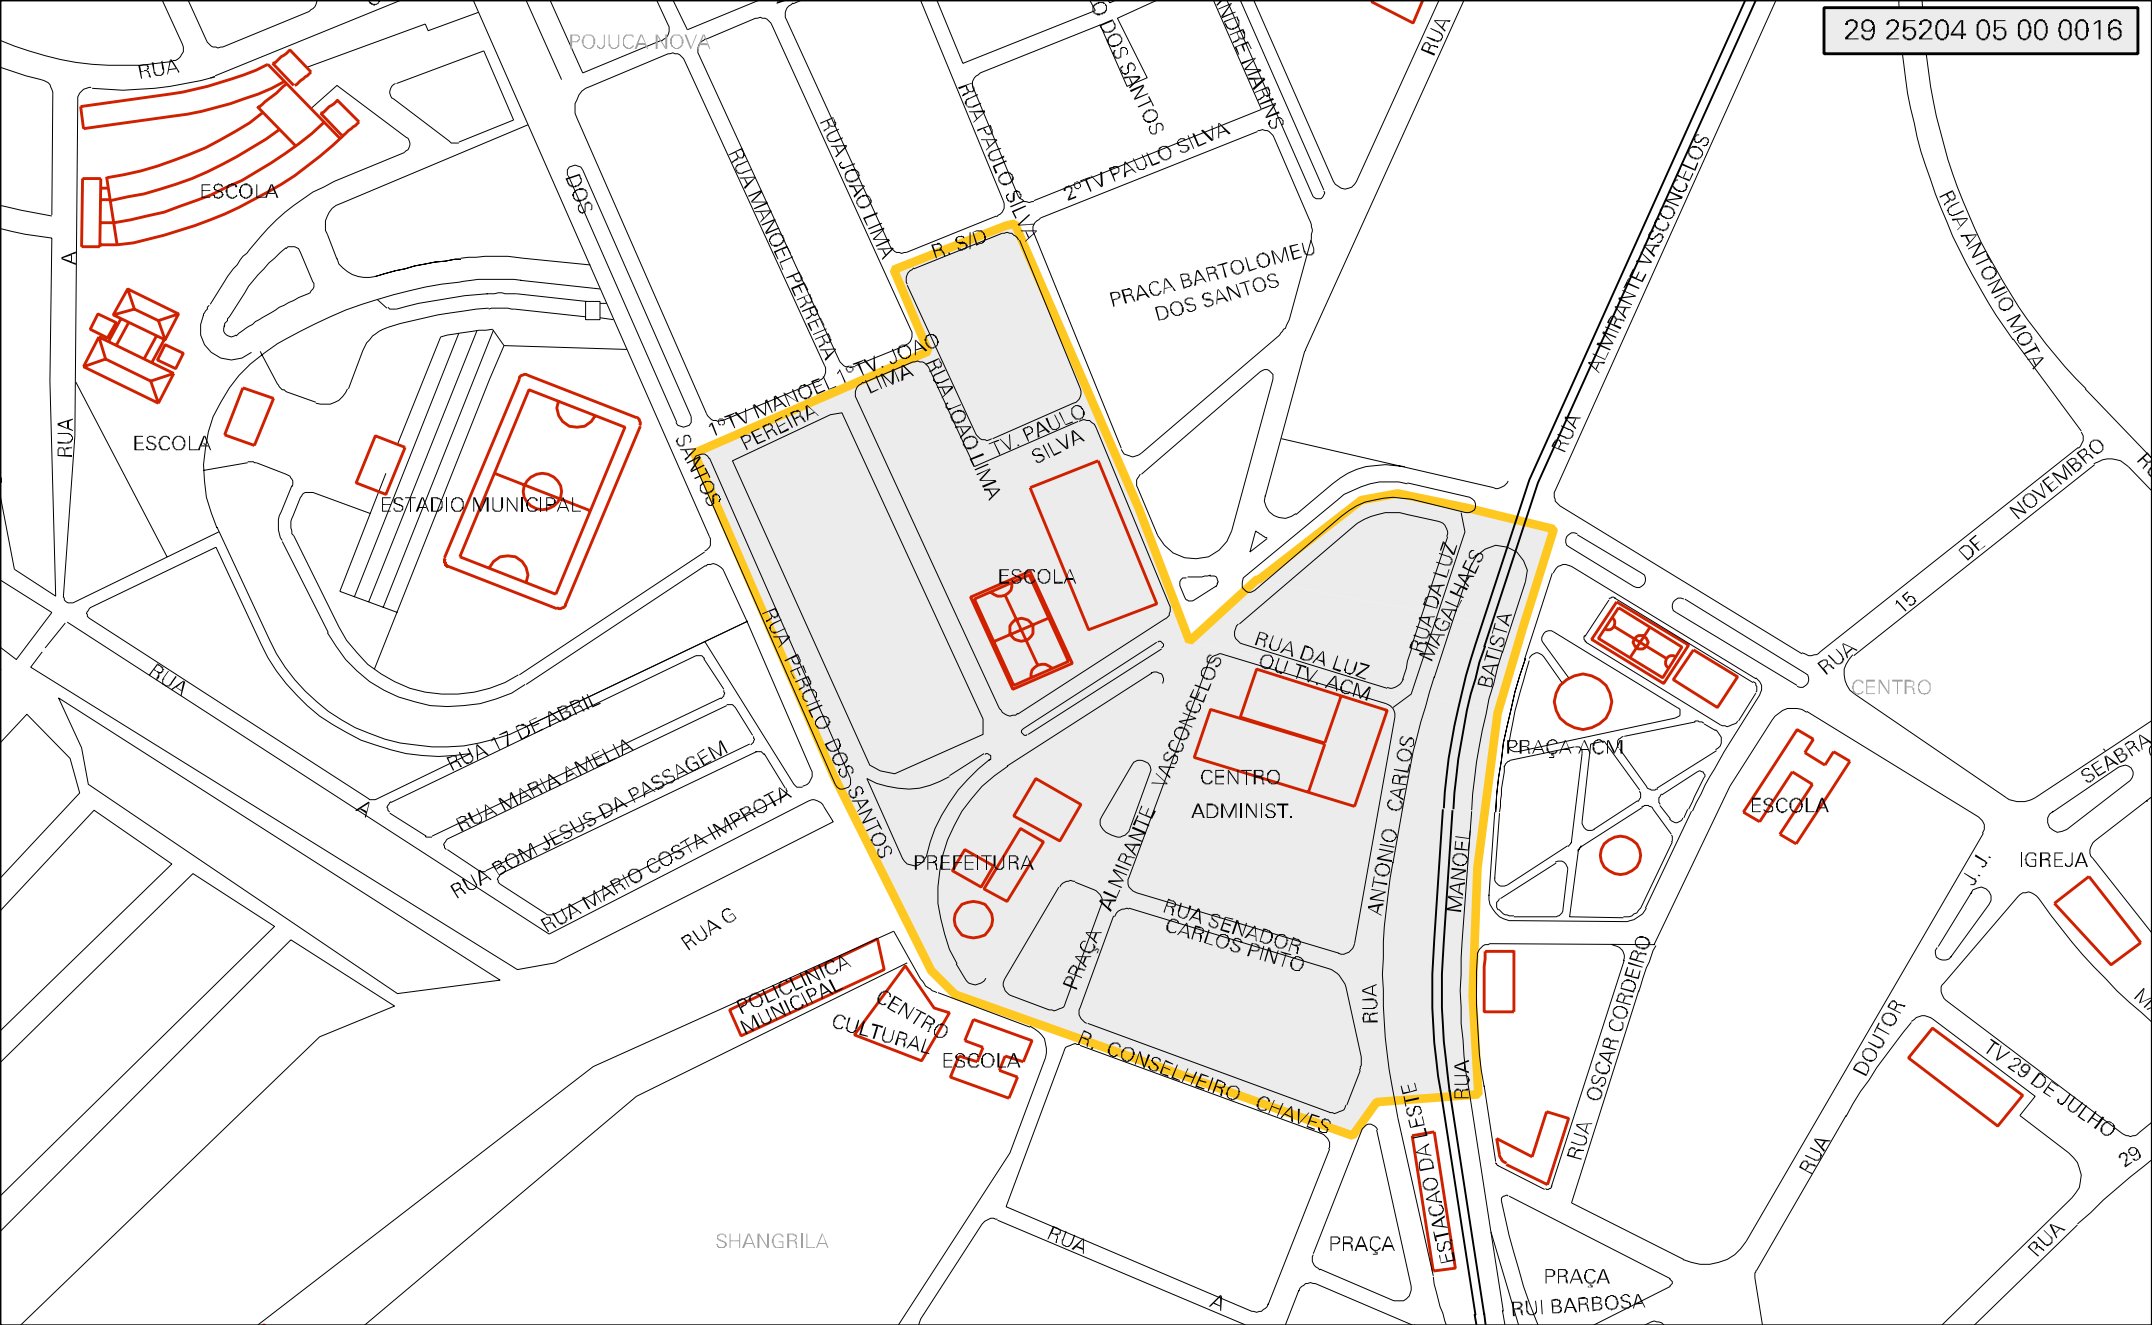 29 25204 05 00 0016
POJUCA NOVA
RUA
ESCOLA
A
RUA
ESCOLA
ESTADIO MUNICIPAL
DOS
SANTOS
RUA MANOEL PERREIRA
RUA JOAO LIMA
RUA PAULO SILVA
O DOS SANTOS
ANDRE MARINS
2ºTV PAULO SILVA
RUA
R. S/D
PRACA BARTOLOMEU
DOS SANTOS
RUA
ALMIRANTE VASCONCELOS
RUA ANTONIO MOTA
1ºTV MANOEL
PEREIRA
1º TV. JOAO
LIMA
RUA JOAO LIMA
TV. PAULO
SILVA
ESCOLA
RUA DA LUZ
MAGALHAES
RUA DA LUZ
OU TV. ACM
BATISTA
MANOEL
RUA
RUA
15
DE
NOVEMBRO
CENTRO
PRAÇA ACM
ESCOLA
SEABRA
J. J.
IGREJA
DOUTOR
RUA
TV 29 DE JULHO
29
RUA
RUA PERCILO DOS SANTOS
RUA
A
RUA 17 DE ABRIL
RUA MARIA AMELIA
RUA BOM JESUS DA PASSAGEM
RUA MARIO COSTA IMPROTA
RUA G
PREFEITURA
PRAÇA
ALMIRANTE
VASCONCELOS
CENTRO
ADMINIST.
ANTONIO CARLOS
RUA
RUA SENADOR
CARLOS PINTO
R. CONSELHEIRO CHAVES
POLICLINICA
MUNICIPAL
CENTRO
CULTURAL
ESCOLA
RUA OSCAR CORDEIRO
ESTACAO DA LESTE
SHANGRILA
RUA
A
PRAÇA
PRAÇA
RUI BARBOSA